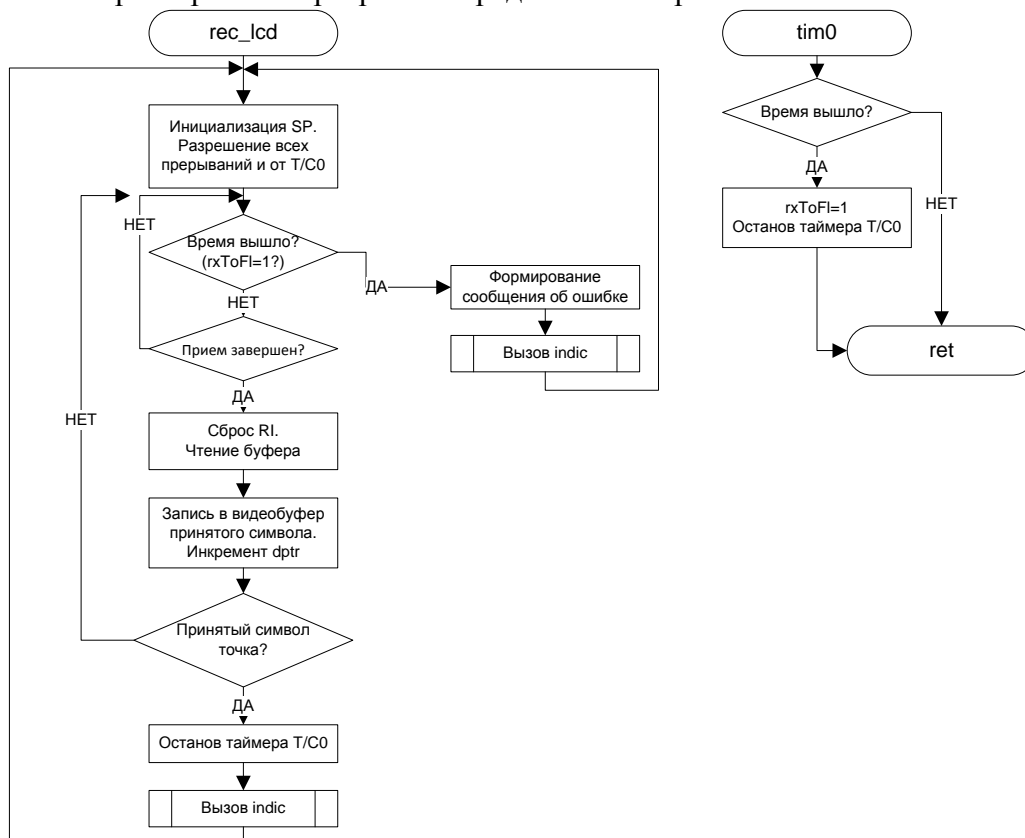 rec_lcd
Инициализация SP.
Разрешение всех
прерываний и от T/C0
НЕТ
Время вышло?
(rxToFl=1?)
ДА
Формирование
сообщения об ошибке
Вызов indic
НЕТ
Прием завершен?
ДА
НЕТ
Сброс RI.
Чтение буфера
Запись в видеобуфер
принятого символа.
Инкремент dptr
Принятый символ
точка?
ДА
Останов таймера T/C0
Вызов indic
tim0
Время вышло?
ДА
НЕТ
rxToFl=1
Останов таймера T/C0
ret